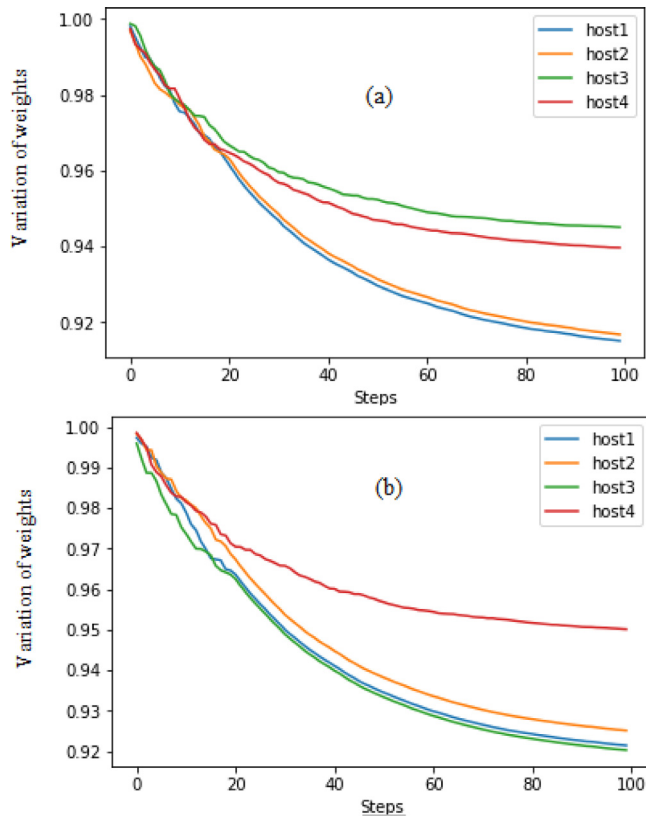 1.00
0.98
0.96
0.94
0.92
Variation of weights
(a)
host1
host2
host3
host4
0
20
40
60
80
100
Steps
1.00
0.99
0.98
0.97
0.96
0.95
0.94
0.93
0.92
Variation of weights
(b)
host1
host2
host3
host4
0
20
40
60
80
100
Steps